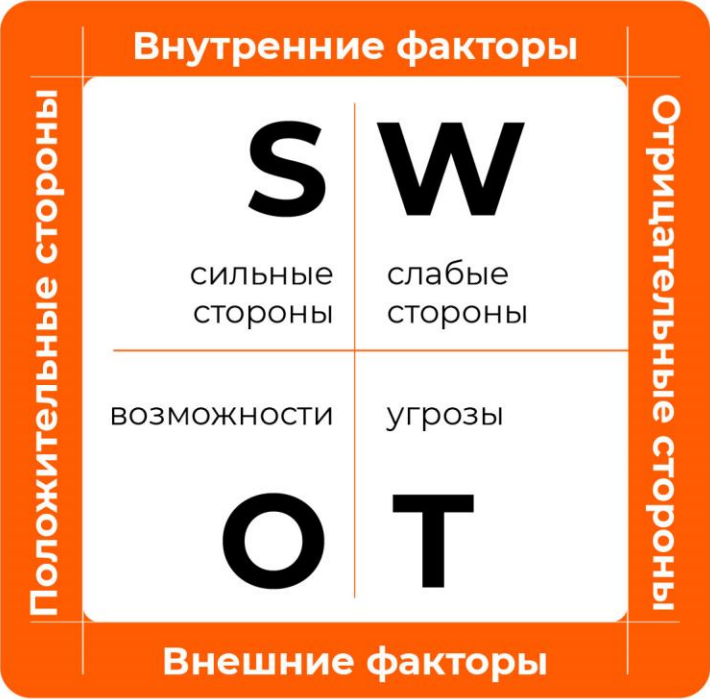 Внутренние факторы
Положительные стороны
Отрицательные стороны
S W
сильные стороны
слабые стороны
возможности
угрозы
O T
Внешние факторы